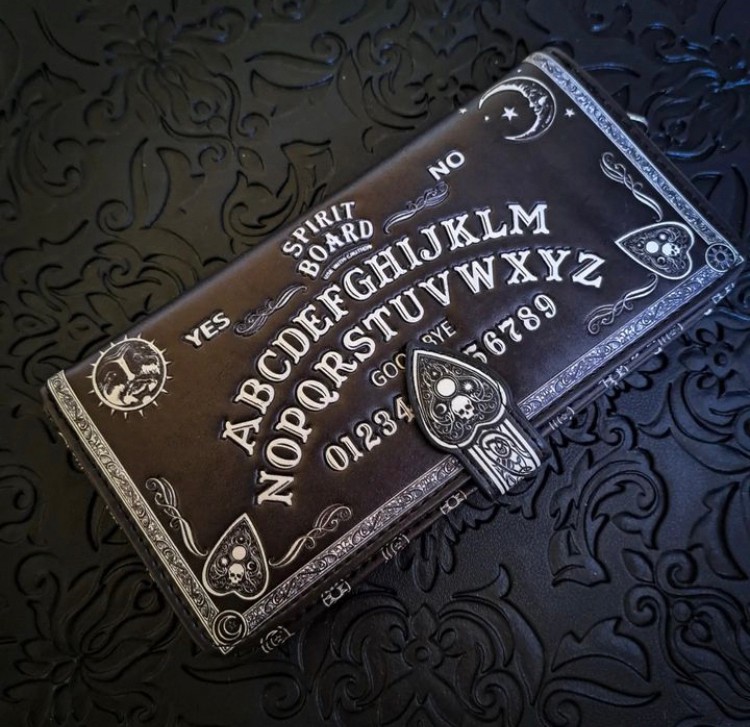 SPIRIT
BOARD
YES
NO
ABCDEFGHIJKLM
NOPQRSTUVWXYZ
GOO BYE
01234 56789